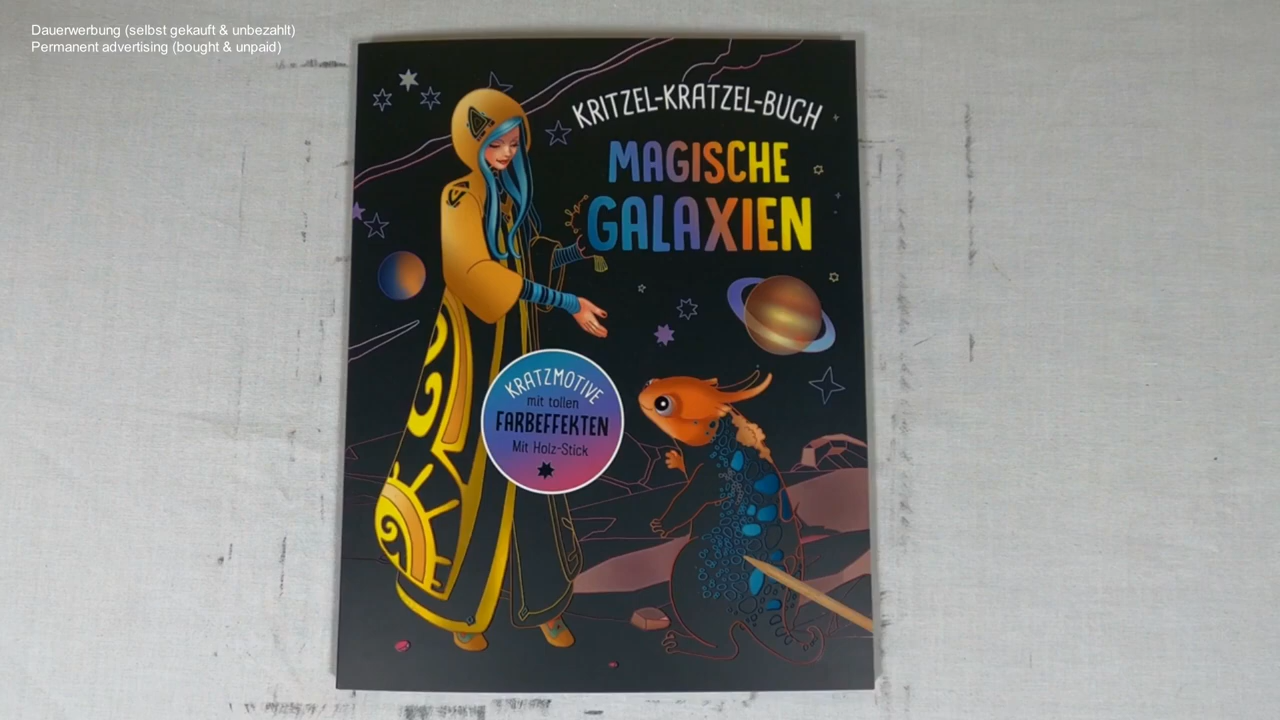 Dauerwerbung (selbst gekauft & unbezahlt)
Permanent advertising (bought & unpaid)
KRITZEL-KRATZEL-BUCH
MAGISCHE
GALAXIEN
KRATZMOTIVE
mit tollen
FARBEFFEKTEN
Mit Holz-Stick